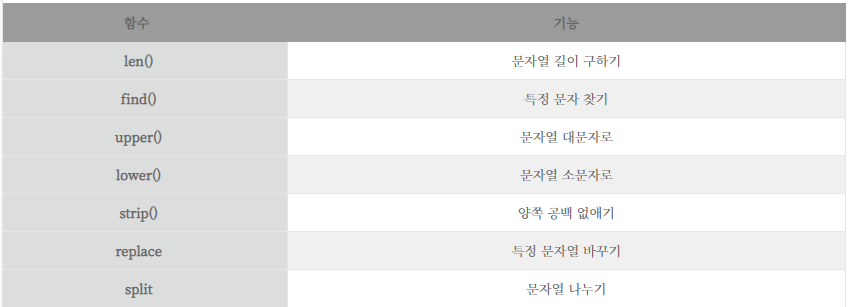 함수 기능
len() 문자열 길이 구하기
find() 특정 문자 찾기
upper() 문자열 대문자로
lower() 문자열 소문자로
strip() 양쪽 공백 없애기
replace 특정 문자열 바꾸기
split 문자열 나누기